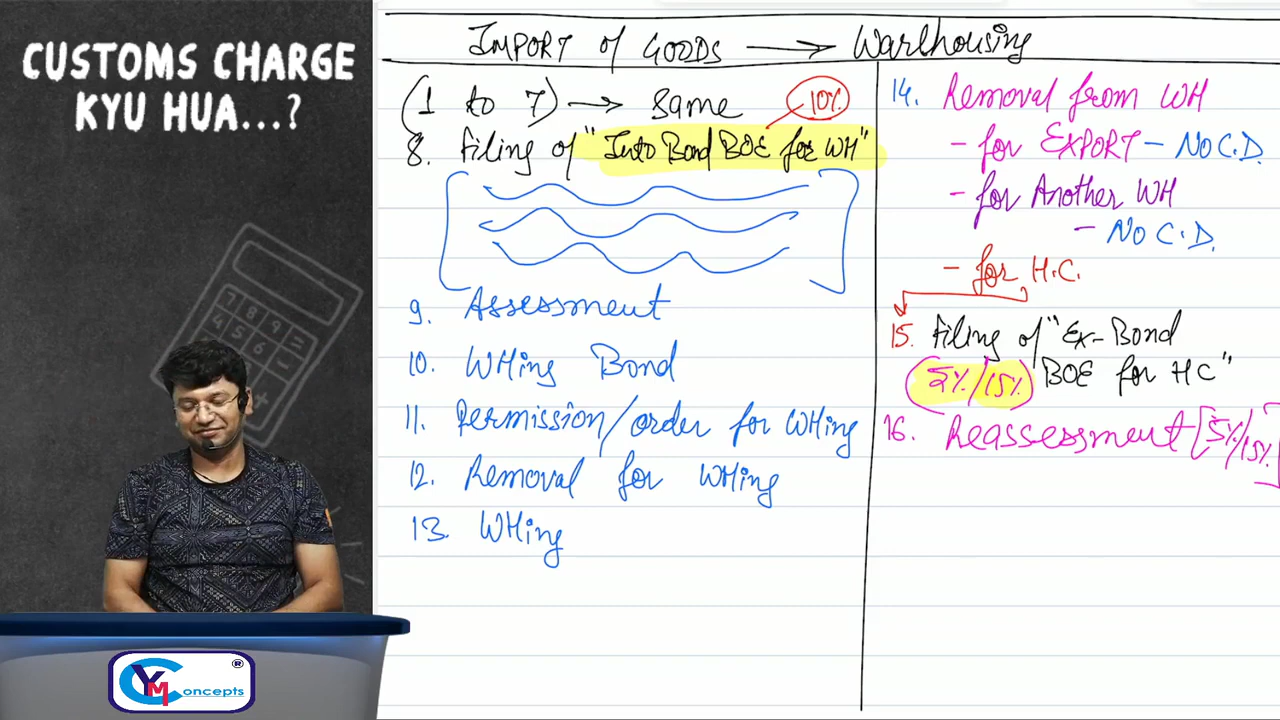 CUSTOMS CHARGE
KYU HUA...?
IMPORT of GOODS → Warehousing
(1 to 7) → Same 10%
8. Filing of "Into Bond BOE for WH"
9. Assessment
10. WHing Bond
11. Permission/order for WHing
12. Removal for WHing
13. WHing
14. Removal from WH
- for EXPORT - NO C.D.
- for Another WH
- NO C.D.
- for H.C.
15. Filing of "Ex-Bond
5%/15% BOE for HC"
16. Reassessment [5%/15%]
CYM Concepts ®